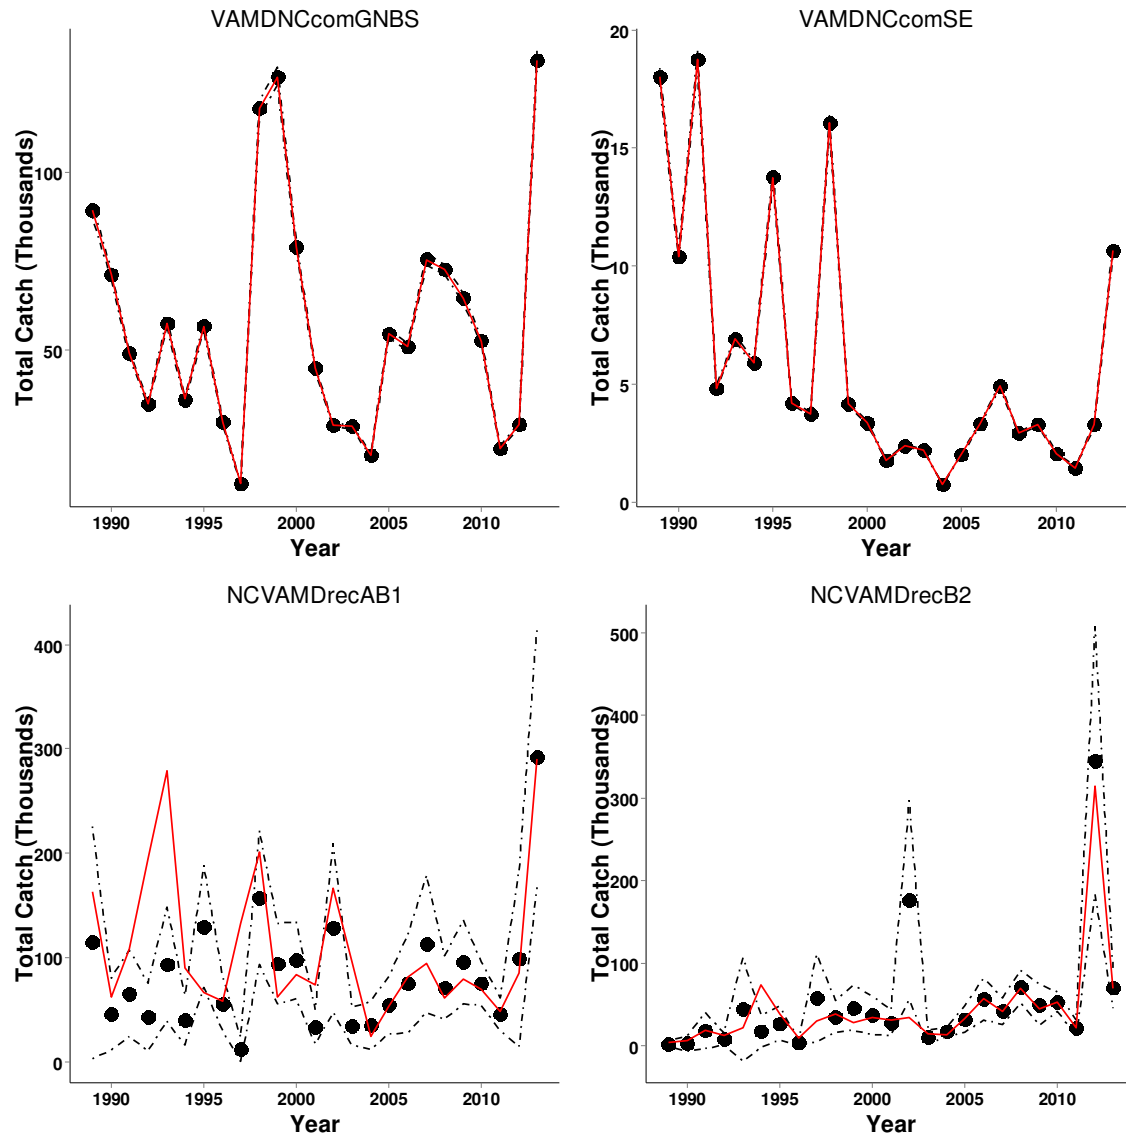 VAMDNCcomGNBS
Total Catch (Thousands)
100
50
1990 1995 2000 2005 2010
Year
VAMDNCcomSE
Total Catch (Thousands)
20
15
10
5
0
1990 1995 2000 2005 2010
Year
NCVAMDrecAB1
Total Catch (Thousands)
400
300
200
100
0
1990 1995 2000 2005 2010
Year
NCVAMDrecB2
Total Catch (Thousands)
500
400
300
200
100
0
1990 1995 2000 2005 2010
Year